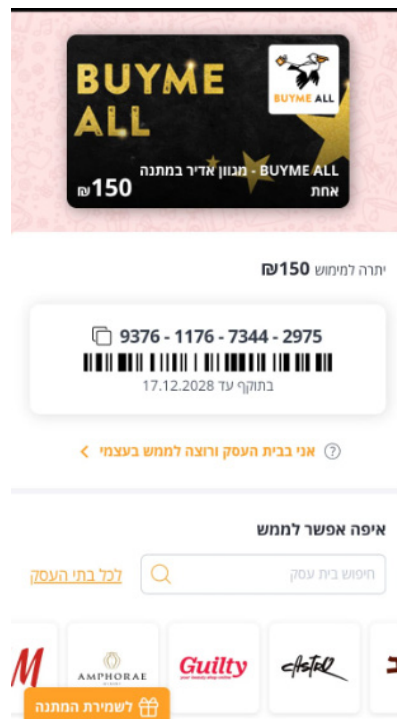 BUYME
ALL
BUYME ALL
BUYME ALL - מגוון אדיר במתנה
אחת
₪150
יתרה למימוש ₪150
9376 - 1176 - 7344 - 2975
בתוקף עד 17.12.2028
אני בבית העסק ורוצה לממש בעצמי
איפה אפשר לממש
חיפוש בית עסק
לכל בתי העסק
M
AMPHORAE
Guilty
CASTRO
לשמירת המתנה